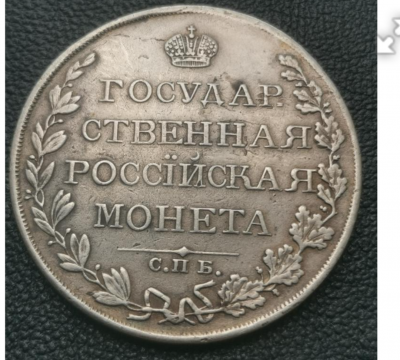 ГОСУДАР
СТВЕННАЯ
РОССІЙСКАЯ
МОНЕТА
С.П Б.